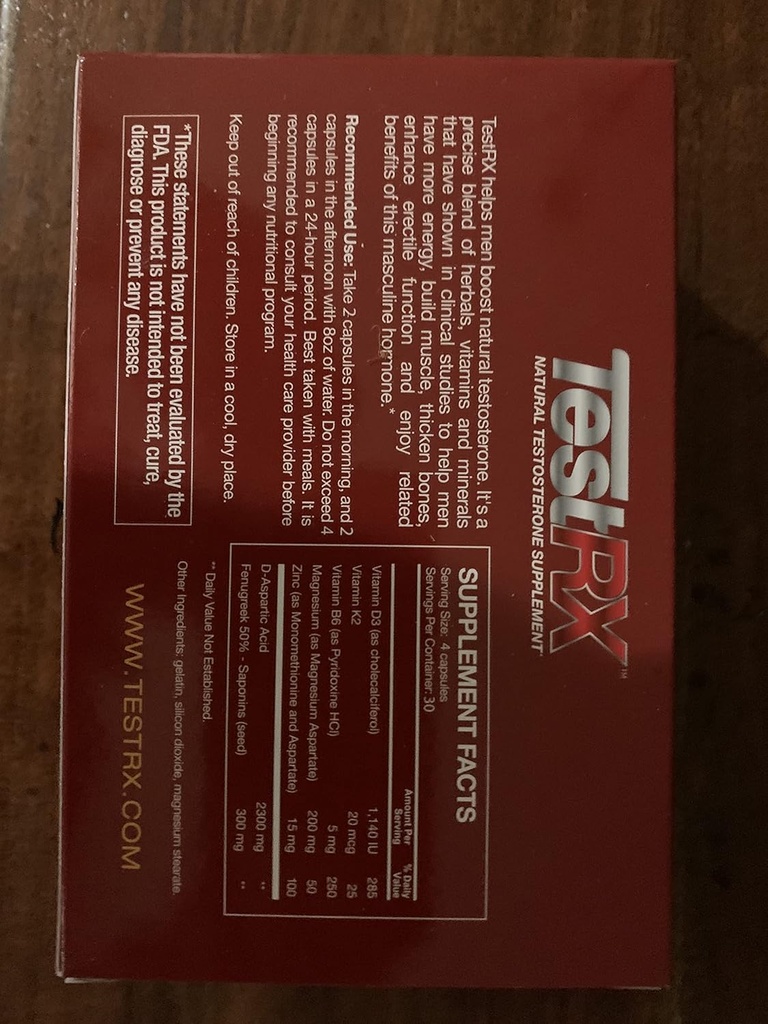 TestRX™
NATURAL TESTOSTERONE SUPPLEMENT*
TestRX helps men boost natural testosterone. It's a
precise blend of herbals, vitamins and minerals
that have shown in clinical studies to help men
have more energy, build muscle, thicken bones,
enhance erectile function and enjoy related
benefits of this masculine hormone. *
Recommended Use: Take 2 capsules in the morning, and 2
capsules in the afternoon with 8oz of water. Do not exceed 4
capsules in a 24-hour period. Best taken with meals. It is
recommended to consult your health care provider before
beginning any nutritional program.
Keep out of reach of children. Store in a cool, dry place.
*These statements have not been evaluated by the
FDA. This product is not intended to treat, cure,
diagnose or prevent any disease.
SUPPLEMENT FACTS
Serving Size: 4 capsules
Servings Per Container: 30
Amount Per Serving % Daily Value
Vitamin D3 (as cholecalciferol) 1,140 IU 285
Vitamin K2 20 mcg 25
Vitamin B6 (as Pyridoxine HCl) 5 mg 250
Magnesium (as Magnesium Aspartate) 200 mg 50
Zinc (as Monomethionine and Aspartate) 15 mg 100
D-Aspartic Acid 2300 mg **
Fenugreek 50% - Saponins (seed) 300 mg **
** Daily Value Not Established.
Other Ingredients: gelatin, silicon dioxide, magnesium stearate.
WWW.TESTRX.COM